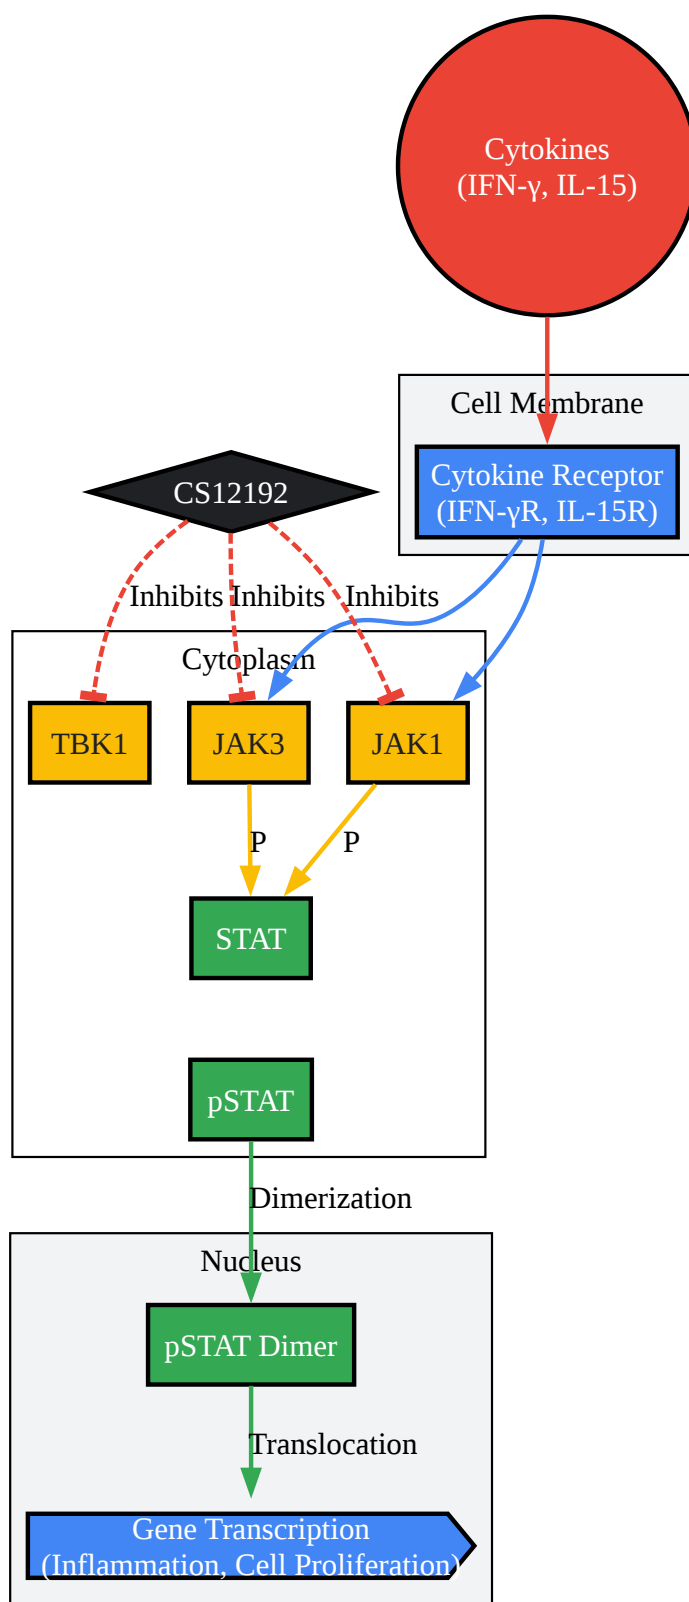 Cytokines
(IFN-γ, IL-15)
Cell Membrane
Cytokine Receptor
(IFN-γR, IL-15R)
CS12192
Inhibits
Inhibits
Inhibits
Cytoplasm
TBK1
JAK3
JAK1
P
P
STAT
pSTAT
Dimerization
Nucleus
pSTAT Dimer
Translocation
Gene Transcription
(Inflammation, Cell Proliferation)